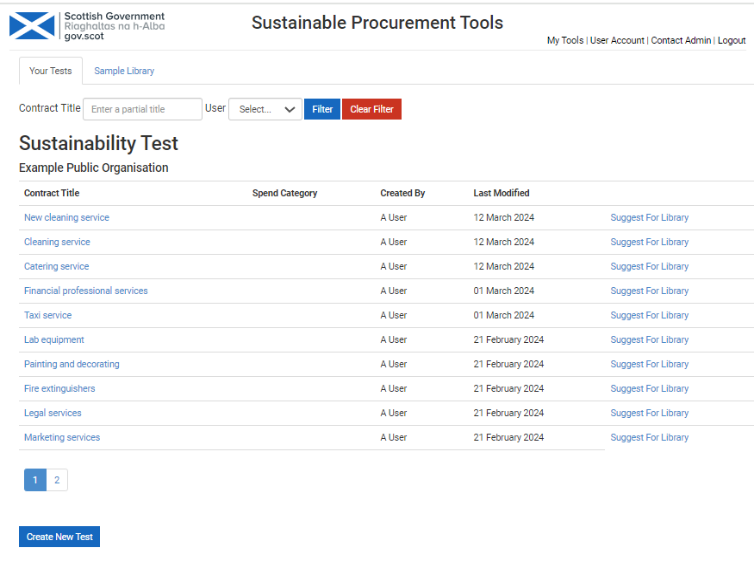 Scottish Government
Riaghaltas na h-Alba
gov.scot
Sustainable Procurement Tools
My Tools | User Account | Contact Admin | Logout
Your Tests Sample Library
Contract Title Enter a partial title User Select... Filter Clear Filter
Sustainability Test
Example Public Organisation
Contract Title Spend Category Created By Last Modified
New cleaning service A User 12 March 2024 Suggest For Library
Cleaning service A User 12 March 2024 Suggest For Library
Catering service A User 12 March 2024 Suggest For Library
Financial professional services A User 01 March 2024 Suggest For Library
Taxi service A User 01 March 2024 Suggest For Library
Lab equipment A User 21 February 2024 Suggest For Library
Painting and decorating A User 21 February 2024 Suggest For Library
Fire extinguishers A User 21 February 2024 Suggest For Library
Legal services A User 21 February 2024 Suggest For Library
Marketing services A User 21 February 2024 Suggest For Library
1 2
Create New Test